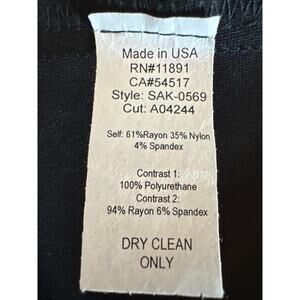 Made in USA
RN#11891
CA#54517
Style: SAK-0569
Cut: A04244
Self: 61%Rayon 35% Nylon
4% Spandex
Contrast 1:
100% Polyurethane
Contrast 2:
94% Rayon 6% Spandex
DRY CLEAN
ONLY